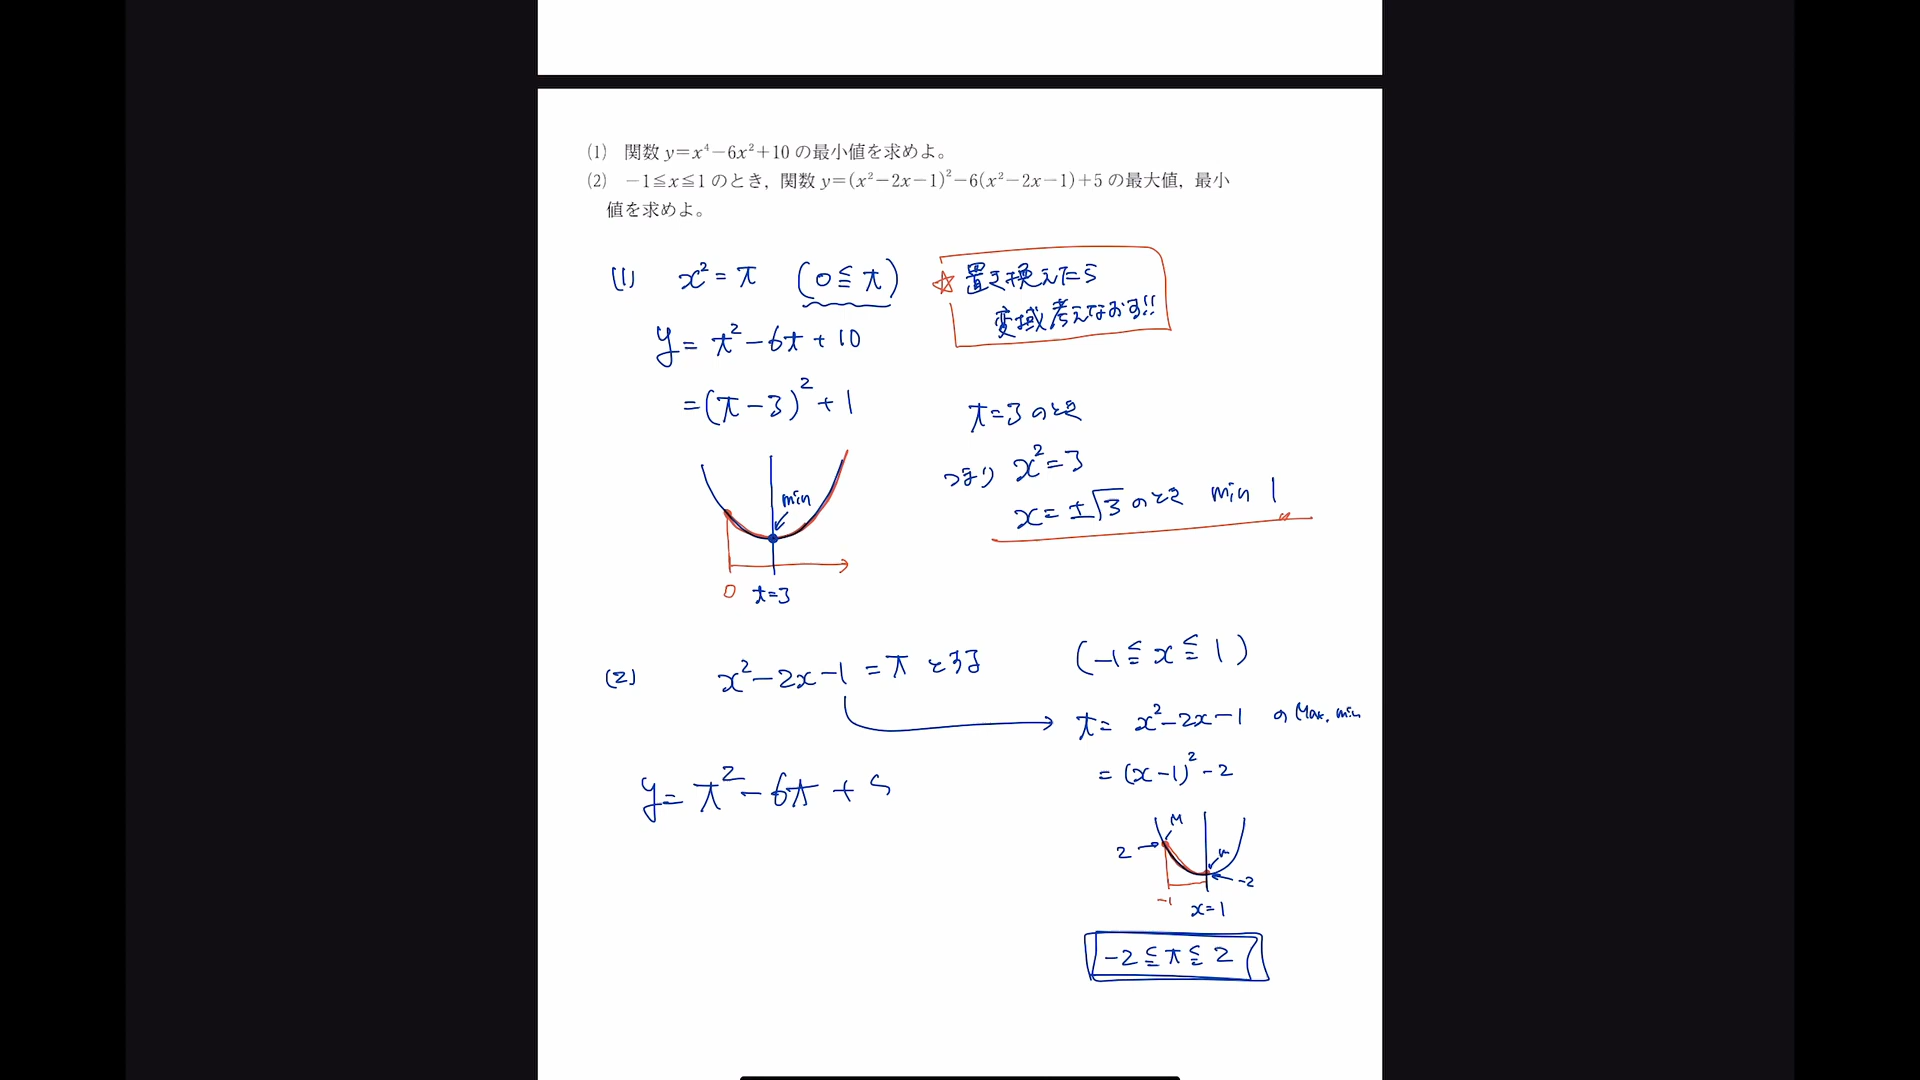 (1) 関数 y=x⁴−6x²+10 の最小値を求めよ。
(2) −1≦x≦1 のとき, 関数 y=(x²−2x−1)²−6(x²−2x−1)+5 の最大値, 最小
値を求めよ。
(1) x²=t (0≦t)
☆置き換えたら
変域考えなおす!!
y=t²−6t+10
=(t−3)²+1
t=3のとき
つまり x²=3
x=±√3のとき min 1
min
0 t=3
(2) x²−2x−1=tとする (−1≦x≦1)
t=x²−2x−1 のMax, min
y=t²−6t+5
=(x−1)²−2
M
2
m
−2
−1
x=1
−2≦t≦2